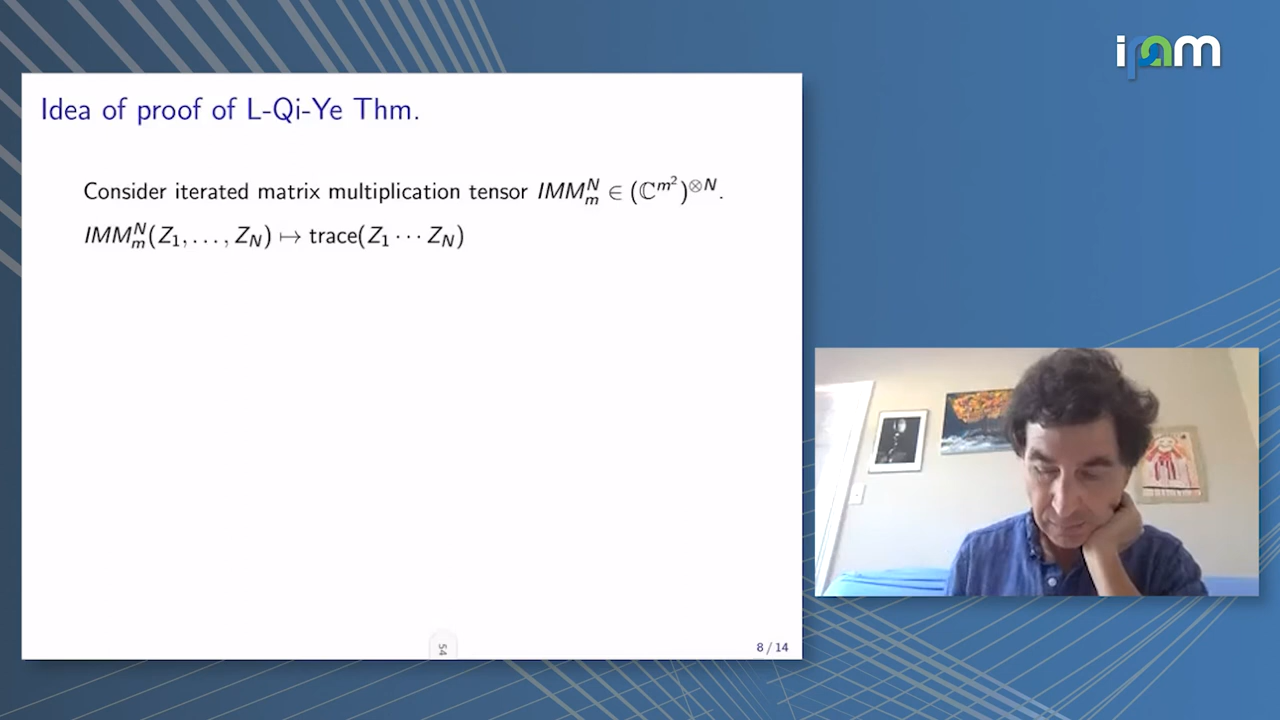 ipam
Idea of proof of L-Qi-Ye Thm.
Consider iterated matrix multiplication tensor $IMM_m^N \in (\mathbb{C}^{m^2})^{\otimes N}$.
$IMM_m^N(Z_1, \ldots, Z_N) \mapsto \text{trace}(Z_1 \cdots Z_N)$
54
8 / 14